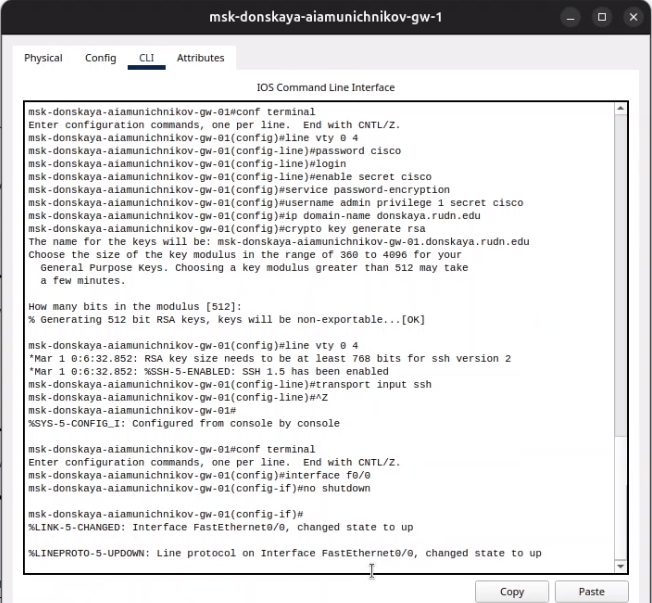 msk-donskaya-aiamunichnikov-gw-1
Physical Config CLI Attributes
IOS Command Line Interface
msk-donskaya-aiamunichnikov-gw-01#conf terminal
Enter configuration commands, one per line.  End with CNTL/Z.
msk-donskaya-aiamunichnikov-gw-01(config)#line vty 0 4
msk-donskaya-aiamunichnikov-gw-01(config-line)#password cisco
msk-donskaya-aiamunichnikov-gw-01(config-line)#login
msk-donskaya-aiamunichnikov-gw-01(config-line)#enable secret cisco
msk-donskaya-aiamunichnikov-gw-01(config)#service password-encryption
msk-donskaya-aiamunichnikov-gw-01(config)#username admin privilege 1 secret cisco
msk-donskaya-aiamunichnikov-gw-01(config)#ip domain-name donskaya.rudn.edu
msk-donskaya-aiamunichnikov-gw-01(config)#crypto key generate rsa
The name for the keys will be: msk-donskaya-aiamunichnikov-gw-01.donskaya.rudn.edu
Choose the size of the key modulus in the range of 360 to 4096 for your
  General Purpose Keys. Choosing a key modulus greater than 512 may take
  a few minutes.
How many bits in the modulus [512]:
% Generating 512 bit RSA keys, keys will be non-exportable...[OK]
msk-donskaya-aiamunichnikov-gw-01(config)#line vty 0 4
*Mar 1 0:6:32.852: RSA key size needs to be at least 768 bits for ssh version 2
*Mar 1 0:6:32.852: %SSH-5-ENABLED: SSH 1.5 has been enabled
msk-donskaya-aiamunichnikov-gw-01(config-line)#transport input ssh
msk-donskaya-aiamunichnikov-gw-01(config-line)#^Z
msk-donskaya-aiamunichnikov-gw-01#
%SYS-5-CONFIG_I: Configured from console by console
msk-donskaya-aiamunichnikov-gw-01#conf terminal
Enter configuration commands, one per line.  End with CNTL/Z.
msk-donskaya-aiamunichnikov-gw-01(config)#interface f0/0
msk-donskaya-aiamunichnikov-gw-01(config-if)#no shutdown
msk-donskaya-aiamunichnikov-gw-01(config-if)#
%LINK-5-CHANGED: Interface FastEthernet0/0, changed state to up
%LINEPROTO-5-UPDOWN: Line protocol on Interface FastEthernet0/0, changed state to up
Copy Paste